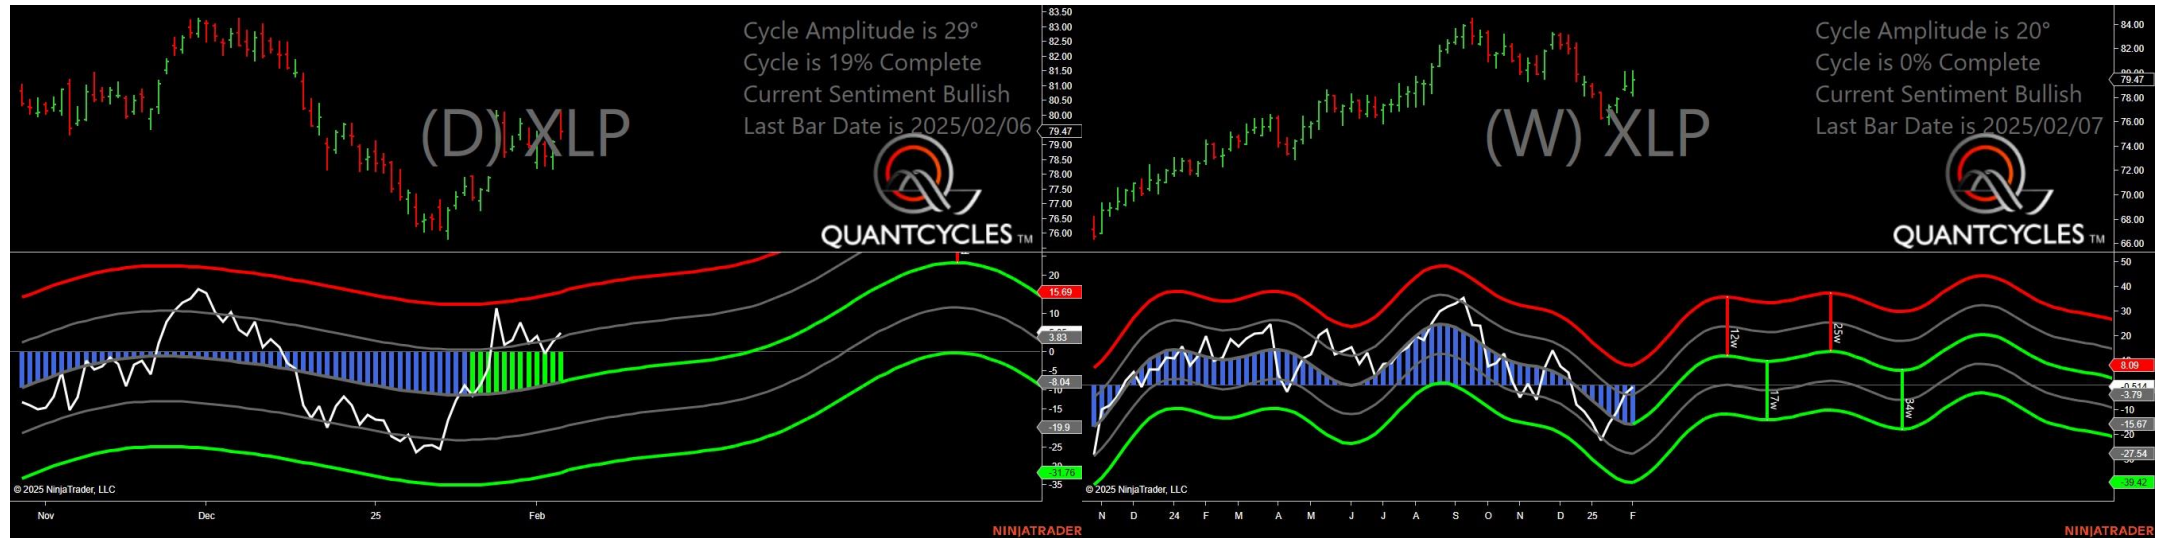 Cycle Amplitude is 29°
Cycle is 19% Complete
Current Sentiment Bullish
Last Bar Date is 2025/02/06
(D) XLP
QUANTCYCLES TM
83.50
83.00
82.50
82.00
81.50
81.00
80.50
80.00
79.47
79.00
78.50
78.00
77.50
77.00
76.50
76.00
20
15.69
10
3.83
0
-5
-8.04
-10
-15
-19.9
-25
-31.76
-35
© 2025 NinjaTrader, LLC
Nov
Dec
25
Feb
NINJATRADER
Cycle Amplitude is 20°
Cycle is 0% Complete
Current Sentiment Bullish
Last Bar Date is 2025/02/07
(W) XLP
QUANTCYCLES TM
84.00
82.00
79.47
78.00
76.00
74.00
72.00
70.00
68.00
66.00
50
40
30
20
8.09
-0.514
-3.79
-10
-15.67
-20
-27.54
-39.42
12w
25w
17w
34w
© 2025 NinjaTrader, LLC
N D 24 F M A M J J A S O N D 25 F
NINJATRADER